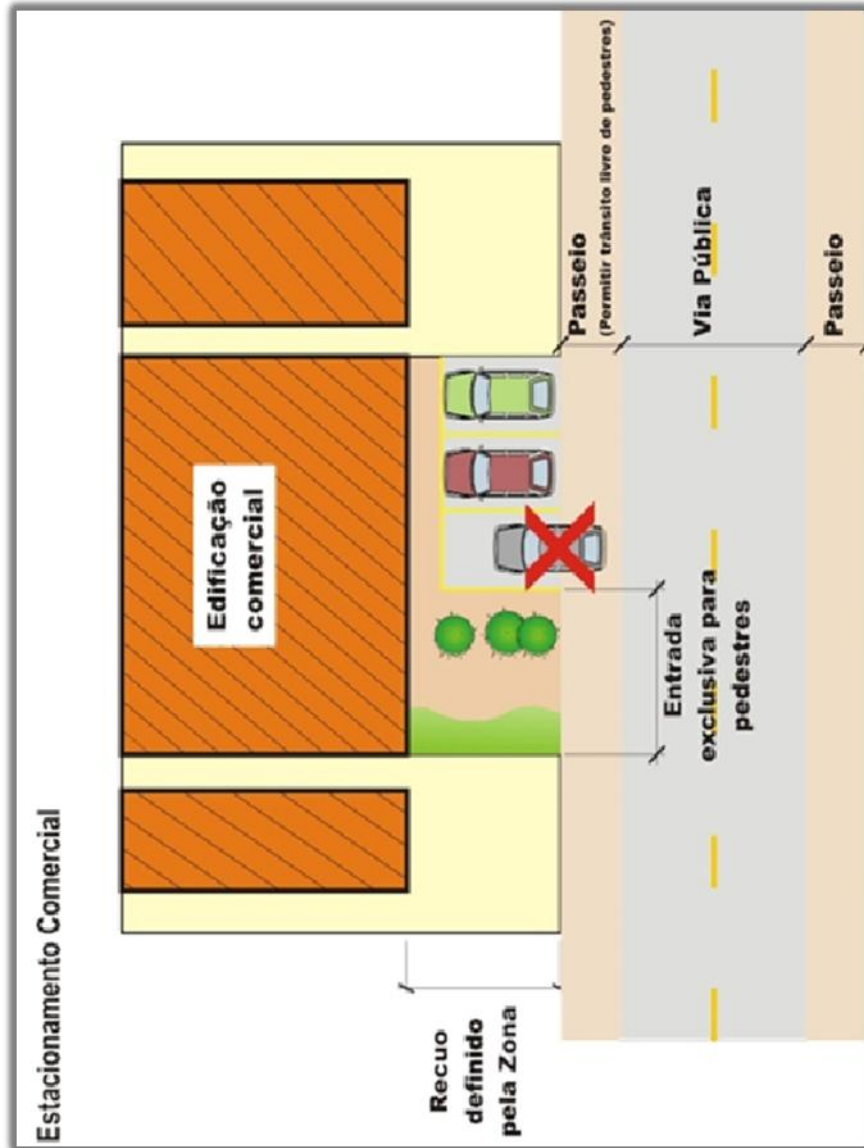 Estacionamento Comercial
Edificação
comercial
Recuo
definido
pela Zona
Entrada
exclusiva para
pedestres
Passeio
(Permitir trânsito livre de pedestres)
Via Pública
Passeio